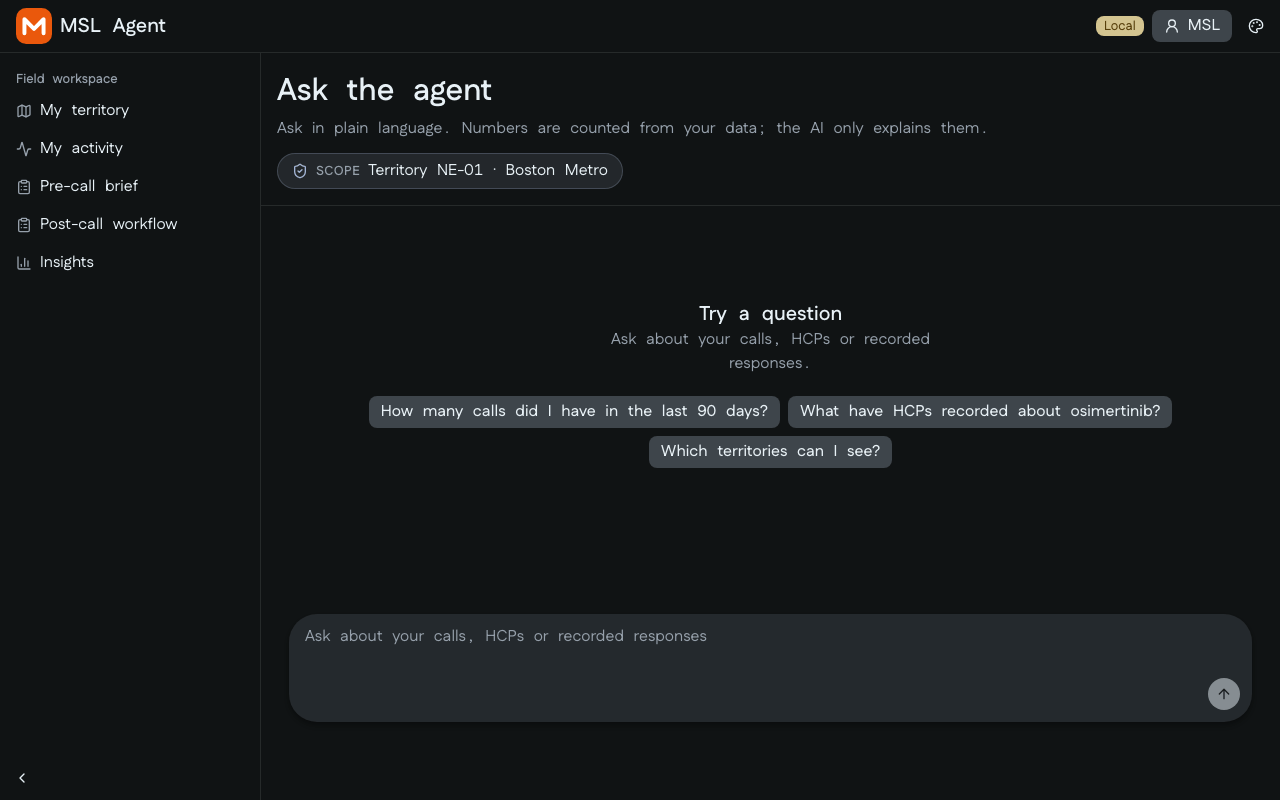 MSL Agent
Local
MSL
Field workspace
My territory
My activity
Pre-call brief
Post-call workflow
Insights
Ask the agent
Ask in plain language. Numbers are counted from your data; the AI only explains them.
SCOPE Territory NE-01 · Boston Metro
Try a question
Ask about your calls, HCPs or recorded
responses.
How many calls did I have in the last 90 days?
What have HCPs recorded about osimertinib?
Which territories can I see?
Ask about your calls, HCPs or recorded responses